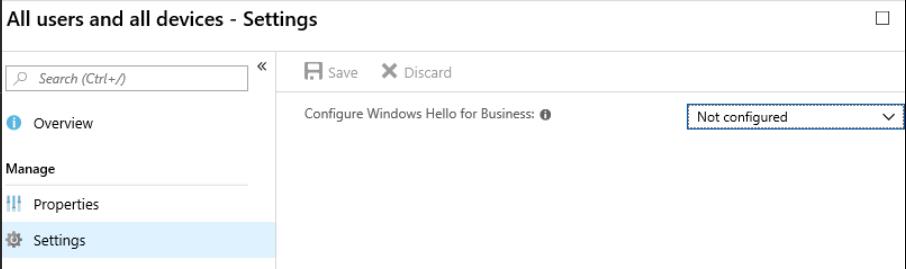 All users and all devices - Settings
Search (Ctrl+/)
«
Save
Discard
Overview
Configure Windows Hello for Business:
Not configured
Manage
Properties
Settings